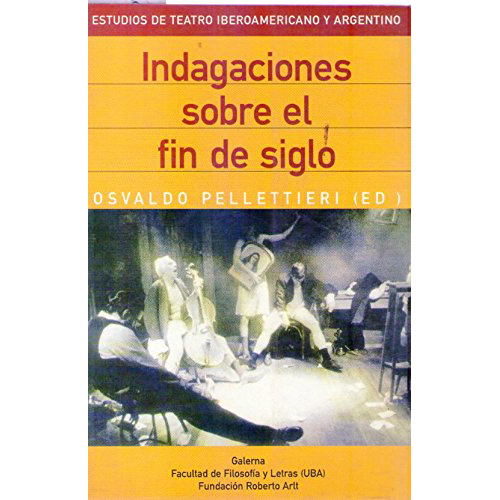 ESTUDIOS DE TEATRO IBEROAMERICANO Y ARGENTINO
Indagaciones
sobre el
fin de siglo
OSVALDO PELLETTIERI (ED)
Galerna
Facultad de Filosofía y Letras (UBA)
Fundación Roberto Arlt